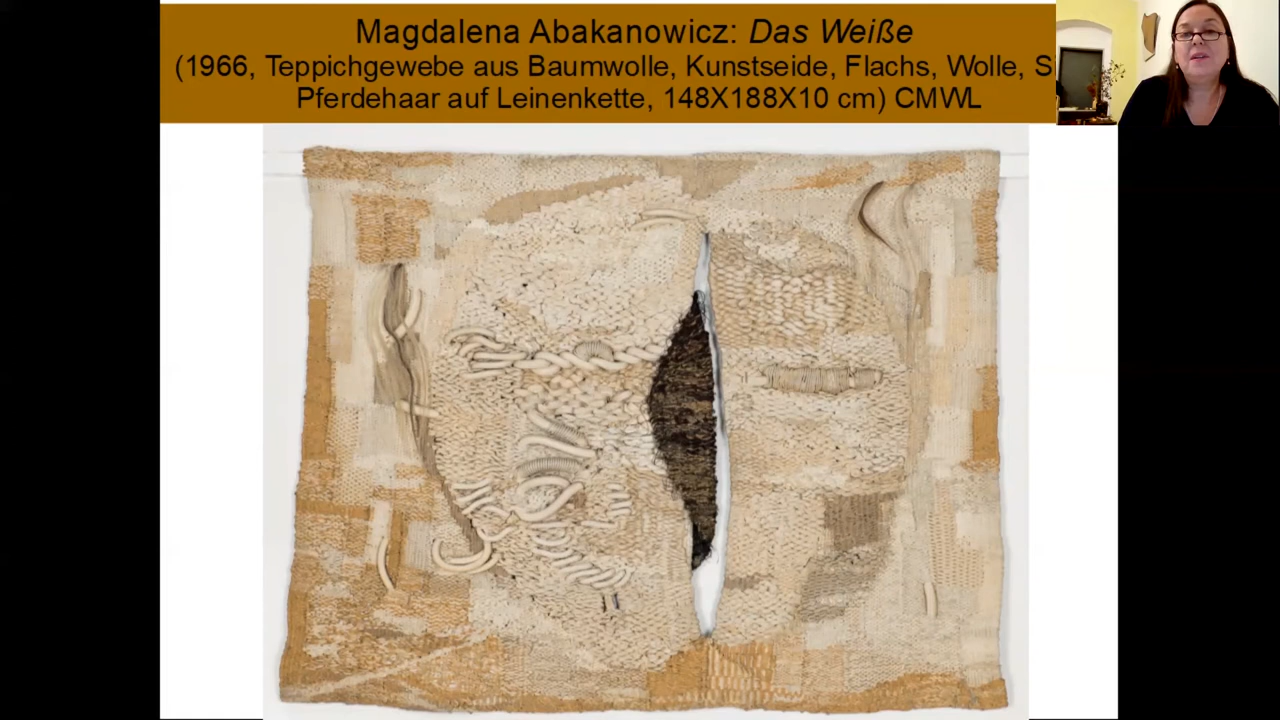 Magdalena Abakanowicz: Das Weiße
(1966, Teppichgewebe aus Baumwolle, Kunstseide, Flachs, Wolle, S
Pferdehaar auf Leinenkette, 148X188X10 cm) CMWL